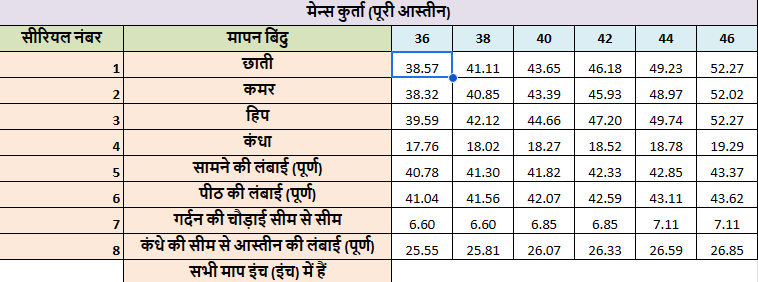 मेन्स कुर्ता (पूरी आस्तीन)
सीरियल नंबर मापन बिंदु 36 38 40 42 44 46
1 छाती 38.57 41.11 43.65 46.18 49.23 52.27
2 कमर 38.32 40.85 43.39 45.93 48.97 52.02
3 हिप 39.59 42.12 44.66 47.20 49.74 52.27
4 कंधा 17.76 18.02 18.27 18.52 18.78 19.29
5 सामने की लंबाई (पूर्ण) 40.78 41.30 41.82 42.33 42.85 43.37
6 पीठ की लंबाई (पूर्ण) 41.04 41.56 42.07 42.59 43.11 43.62
7 गर्दन की चौड़ाई सीम से सीम 6.60 6.60 6.85 6.85 7.11 7.11
8 कंधे की सीम से आस्तीन की लंबाई (पूर्ण) 25.55 25.81 26.07 26.33 26.59 26.85
सभी माप इंच (इंच) में हैं